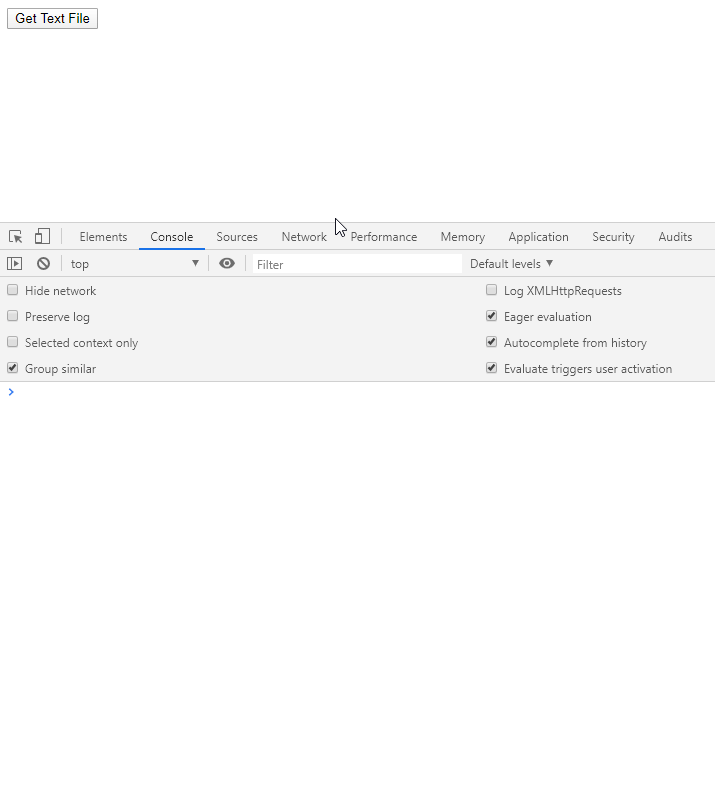 Get Text File
Elements Console Sources Network Performance Memory Application Security Audits
top Filter Default levels
Hide network Log XMLHttpRequests
Preserve log Eager evaluation
Selected context only Autocomplete from history
Group similar Evaluate triggers user activation